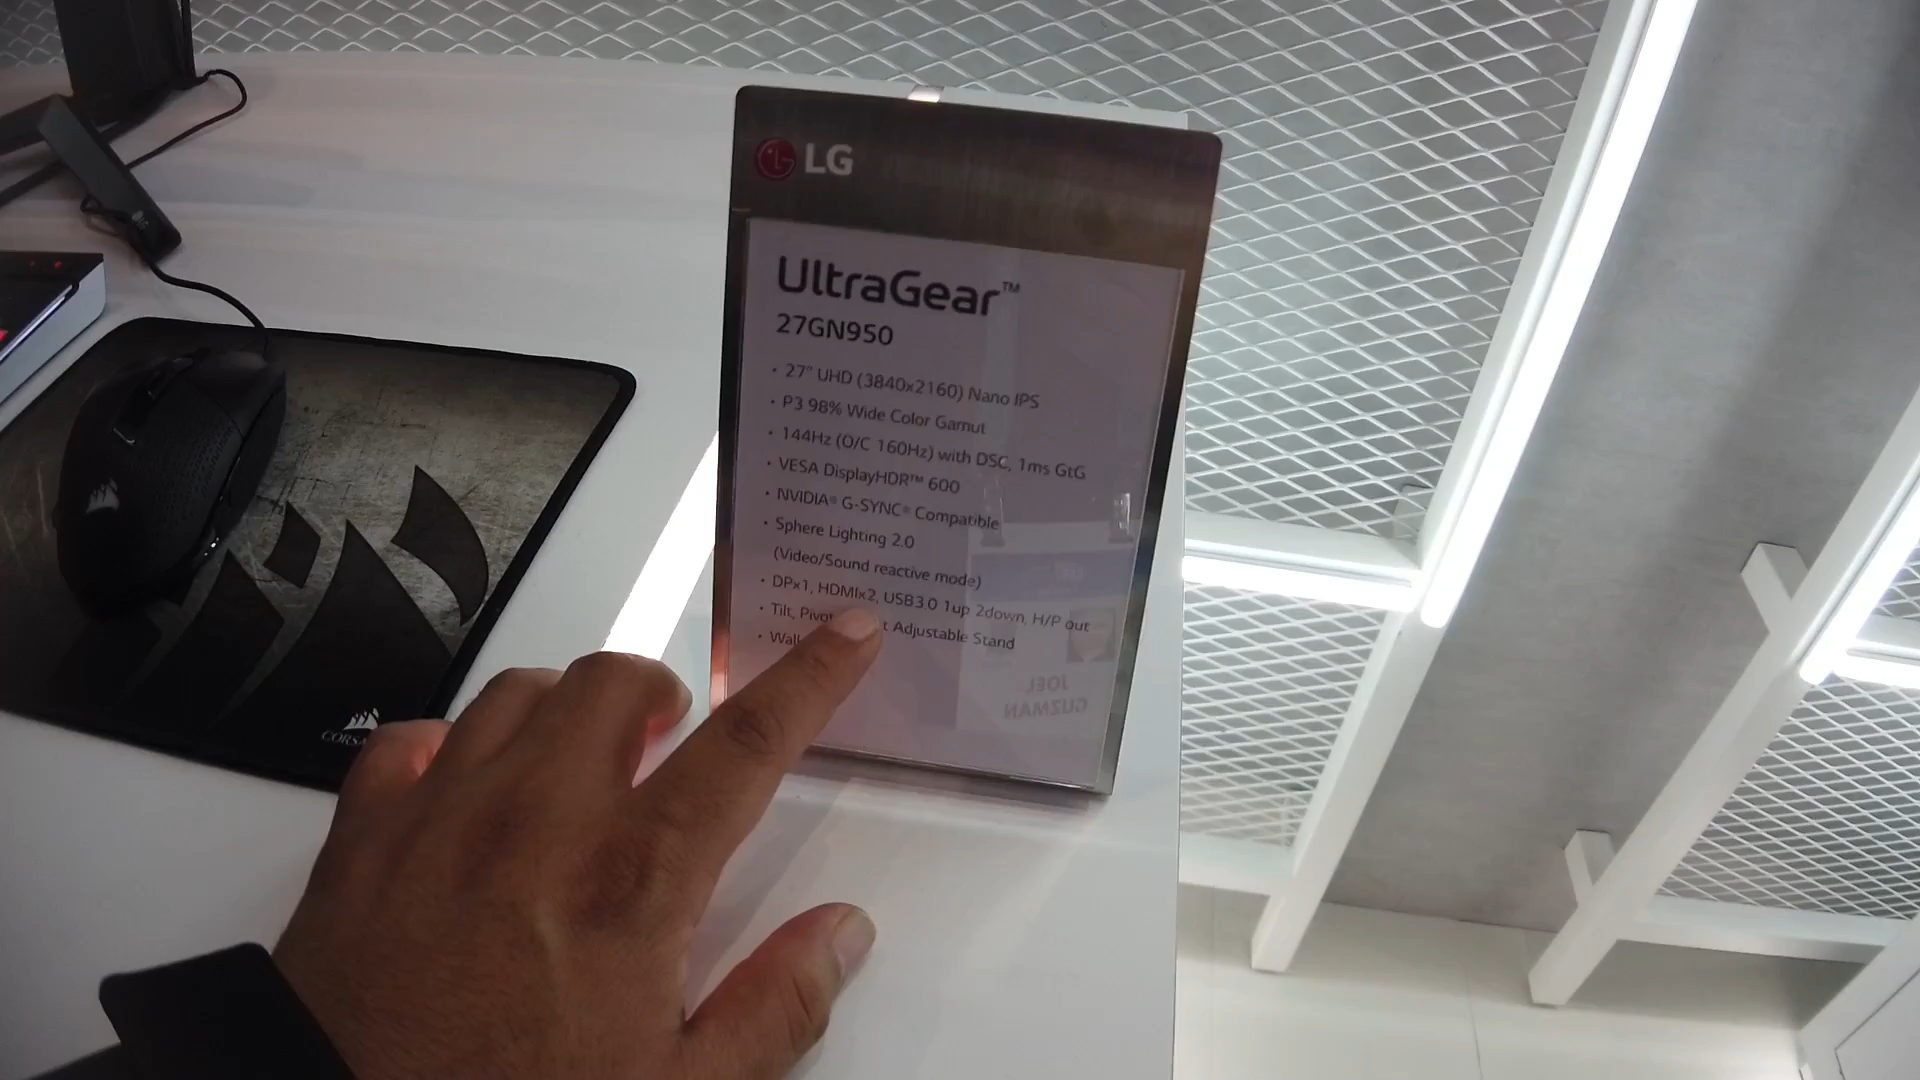 LG
UltraGear™
27GN950
• 27" UHD (3840x2160) Nano IPS
• P3 98% Wide Color Gamut
• 144Hz (O/C 160Hz) with DSC, 1ms GtG
• VESA DisplayHDR™ 600
• NVIDIA® G-SYNC® Compatible
• Sphere Lighting 2.0
(Video/Sound reactive mode)
• DPx1, HDMIx2, USB3.0 1up 2down, H/P out
• Tilt, Adjustable Stand
•
JOEL
GUZMAN